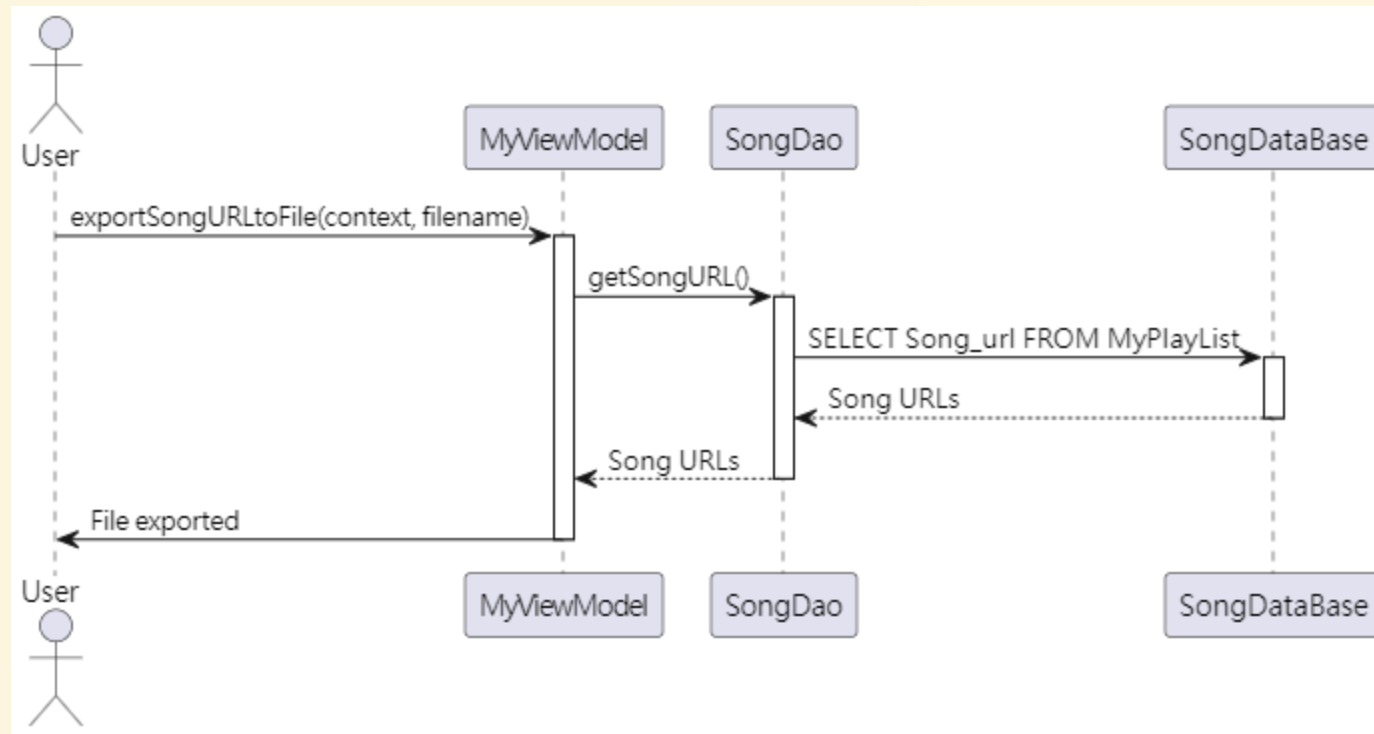 User
MyViewModel
SongDao
SongDataBase
exportSongURLtoFile(context, filename)
getSongURL()
SELECT Song_url FROM MyPlayList
Song URLs
Song URLs
File exported
User
MyViewModel
SongDao
SongDataBase